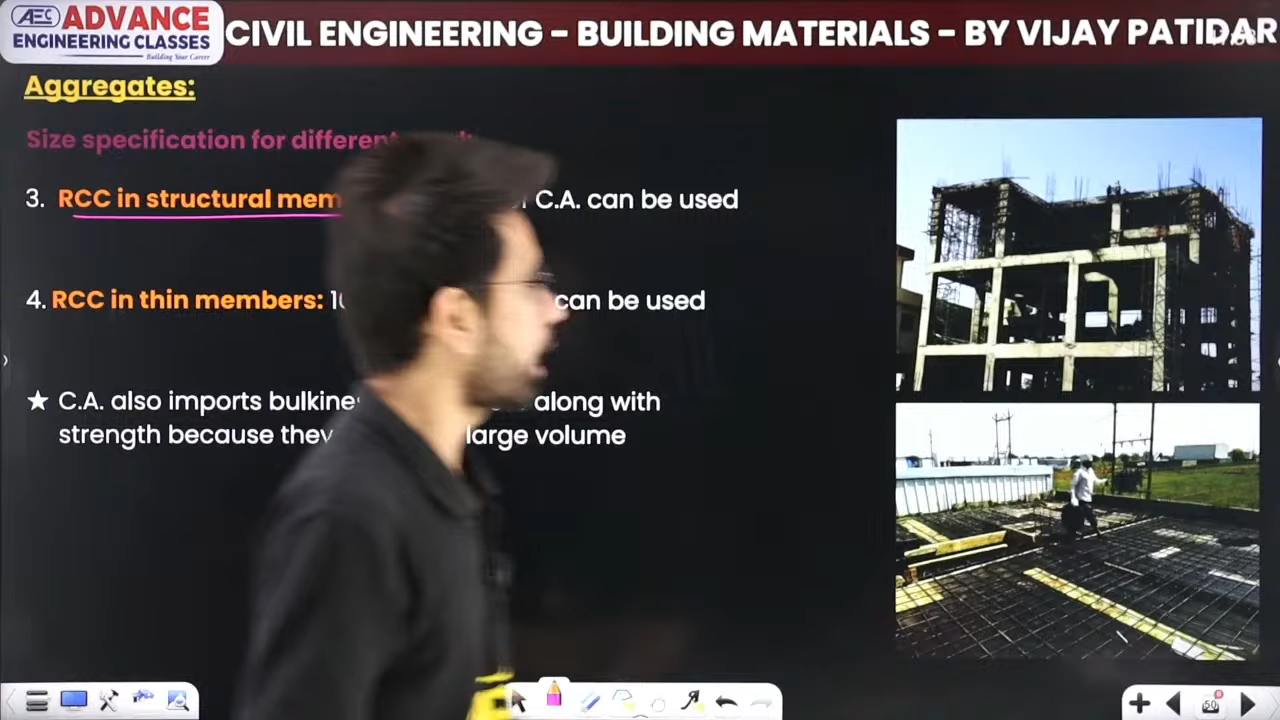 AEC ADVANCE
ENGINEERING CLASSES
Building Your Career
CIVIL ENGINEERING – BUILDING MATERIALS – BY VIJAY PATIDAR
Aggregates:
Size specification for different
3. RCC in structural mem C.A. can be used
4. RCC in thin members: can be used
★ C.A. also imports bulkine along with
strength because they large volume
50